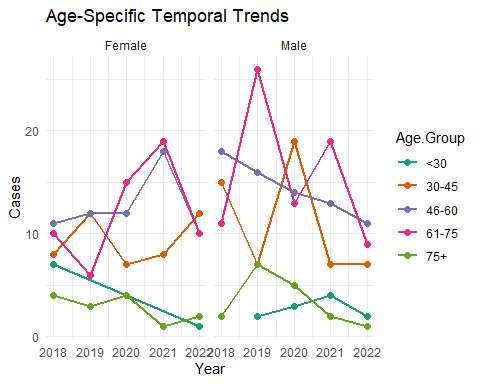 Age-Specific Temporal Trends
Female Male
20
10
0
Cases
2018 2019 2020 2021 2022 2018 2019 2020 2021 2022
Year
Age.Group
<30
30-45
46-60
61-75
75+